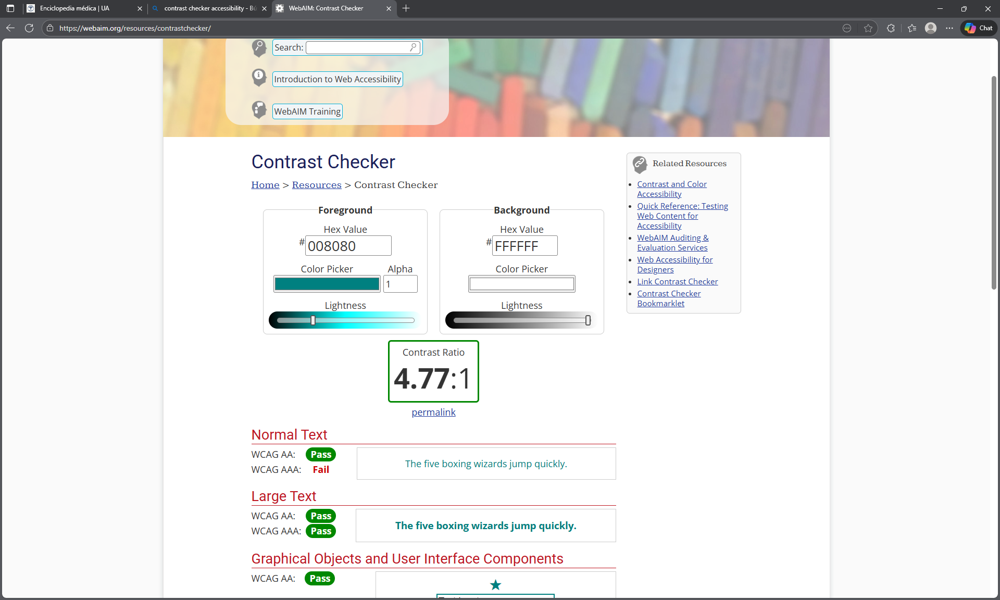 Enciclopedia médica | UA
contrast checker accessibility - Bú
WebAIM: Contrast Checker
https://webaim.org/resources/contrastchecker/
Chat
Search:
Introduction to Web Accessibility
WebAIM Training
Contrast Checker
Home > Resources > Contrast Checker
Foreground
Hex Value
# 008080
Color Picker Alpha
1
Lightness
Background
Hex Value
# FFFFFF
Color Picker
Lightness
Contrast Ratio
4.77:1
permalink
Normal Text
WCAG AA: Pass
WCAG AAA: Fail
The five boxing wizards jump quickly.
Large Text
WCAG AA: Pass
WCAG AAA: Pass
The five boxing wizards jump quickly.
Graphical Objects and User Interface Components
WCAG AA: Pass
Related Resources
Contrast and Color
Accessibility
Quick Reference: Testing
Web Content for
Accessibility
WebAIM Auditing &
Evaluation Services
Web Accessibility for
Designers
Link Contrast Checker
Contrast Checker
Bookmarklet